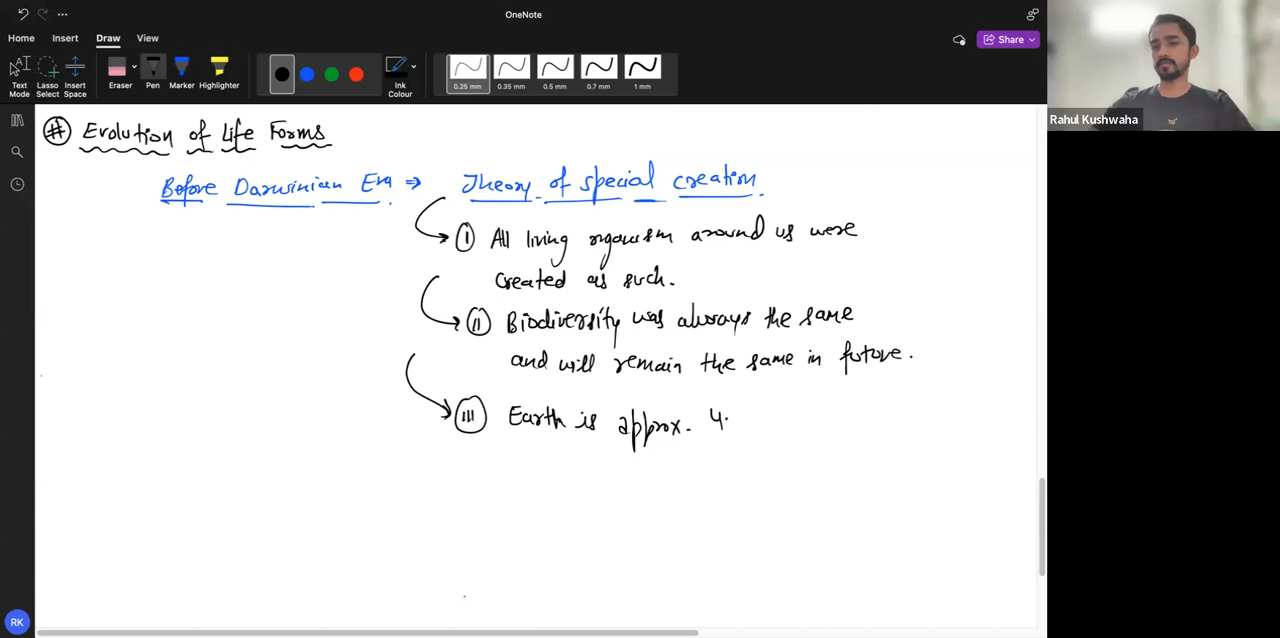 OneNote
Home Insert Draw View
Share
Text Mode
Lasso Select
Insert Space
Eraser
Pen
Marker
Highlighter
Ink Colour
0.25 mm
0.35 mm
0.5 mm
0.7 mm
1 mm
Rahul Kushwaha
# Evolution of Life Forms
Before Darwinian Era ⇒ Theory of special creation.
I All living organism around us were
created as such.
II Biodiversity was always the same
and will remain the same in future.
III Earth is approx. 4.
RK